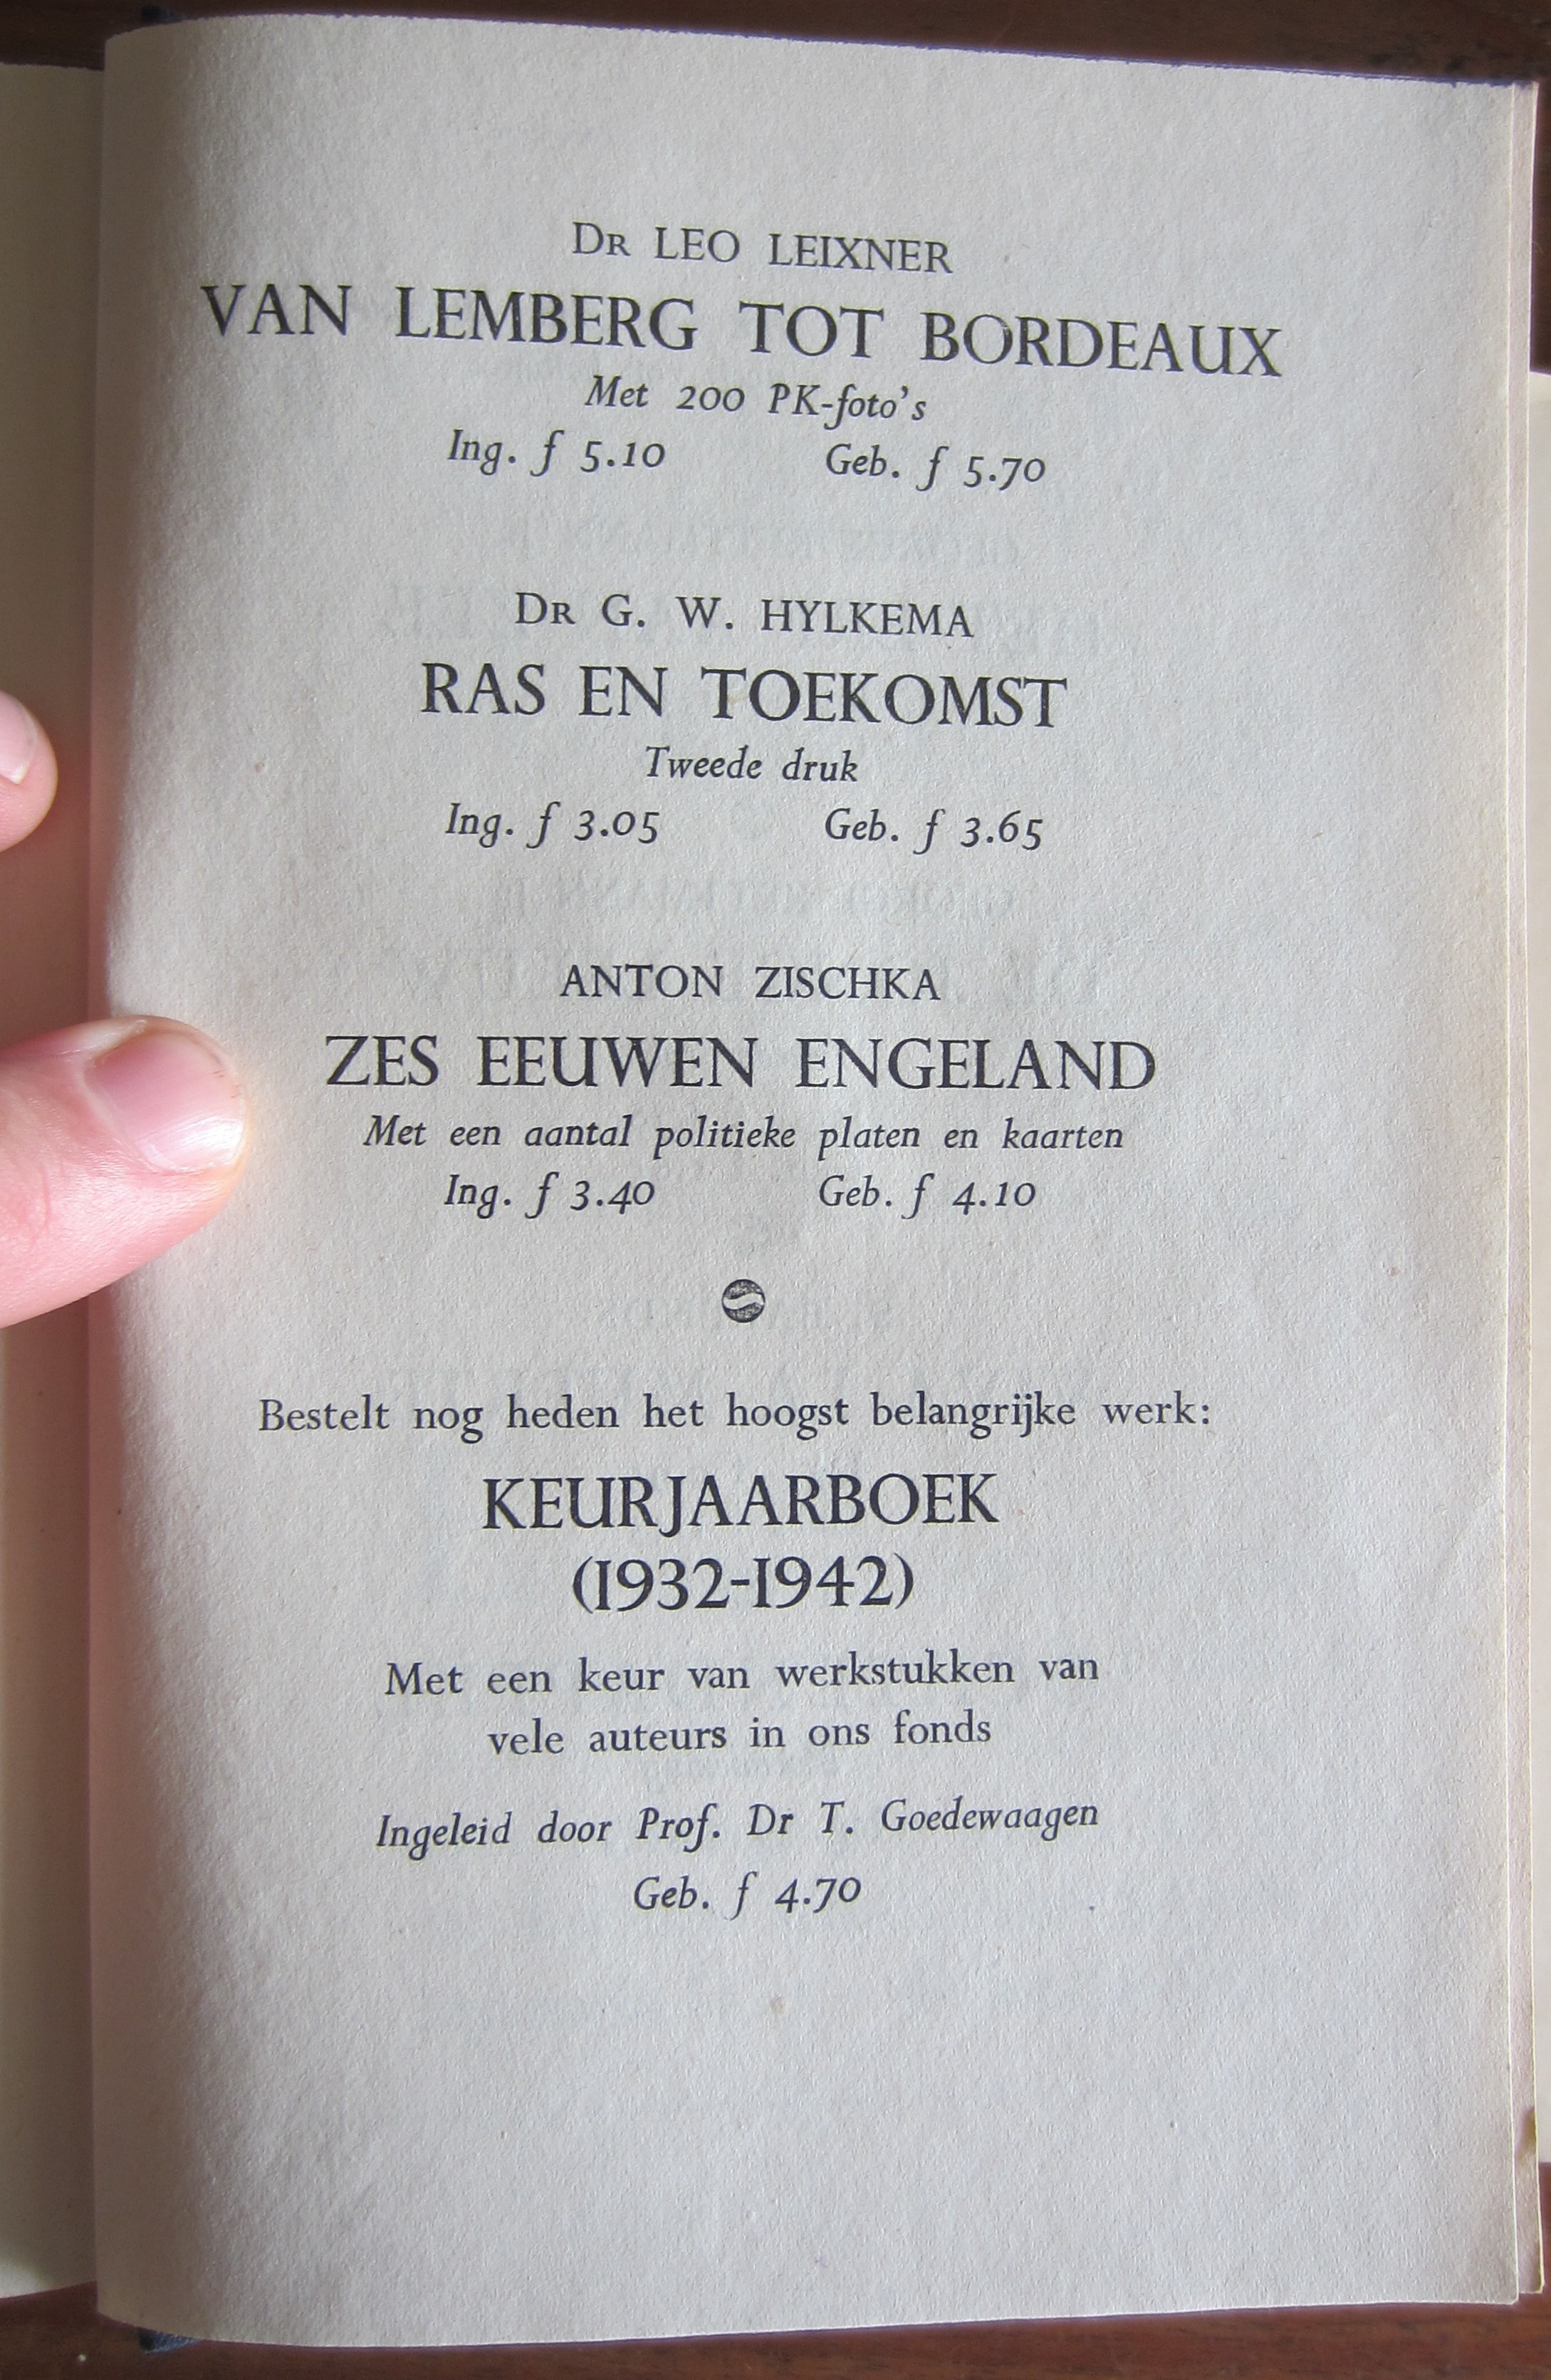 Dr LEO LEIXNER
VAN LEMBERG TOT BORDEAUX
Met 200 PK-foto's
Ing. f 5.10 Geb. f 5.70
Dr G. W. HYLKEMA
RAS EN TOEKOMST
Tweede druk
Ing. f 3.05 Geb. f 3.65
ANTON ZISCHKA
ZES EEUWEN ENGELAND
Met een aantal politieke platen en kaarten
Ing. f 3.40 Geb. f 4.10
Bestelt nog heden het hoogst belangrijke werk:
KEURJAARBOEK
(1932-1942)
Met een keur van werkstukken van
vele auteurs in ons fonds
Ingeleid door Prof. Dr T. Goedewaagen
Geb. f 4.70